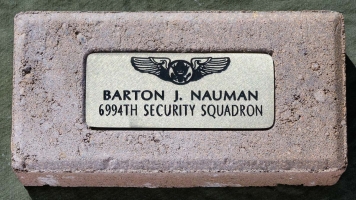 BARTON J. NAUMAN
6994TH SECURITY SQUADRON